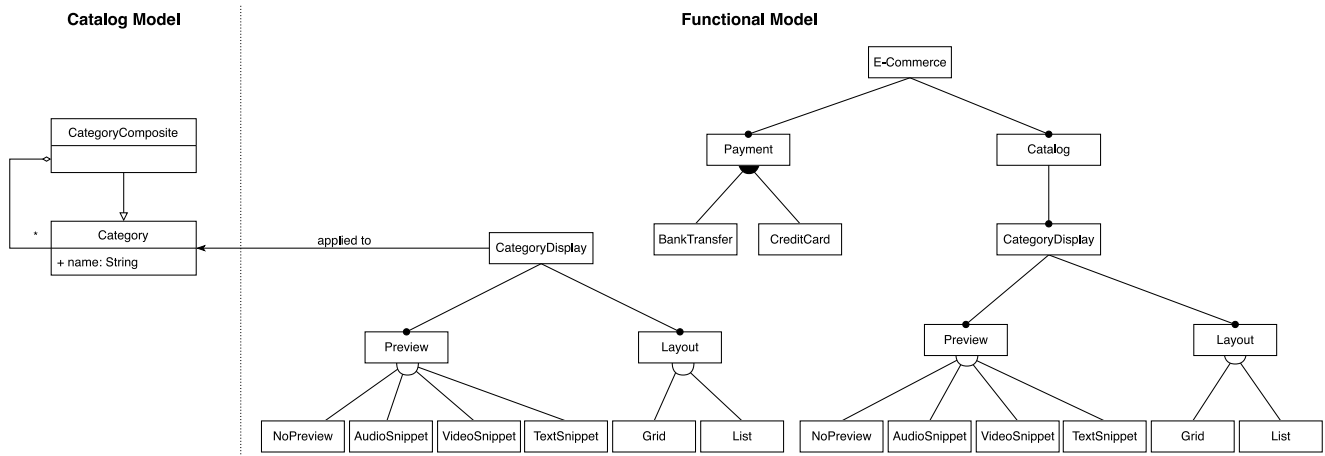 Catalog Model
Functional Model
E-Commerce
CategoryComposite
Payment
Catalog
*
Category
+ name: String
applied to
CategoryDisplay
BankTransfer
CreditCard
CategoryDisplay
Preview
Layout
Preview
Layout
NoPreview
AudioSnippet
VideoSnippet
TextSnippet
Grid
List
NoPreview
AudioSnippet
VideoSnippet
TextSnippet
Grid
List